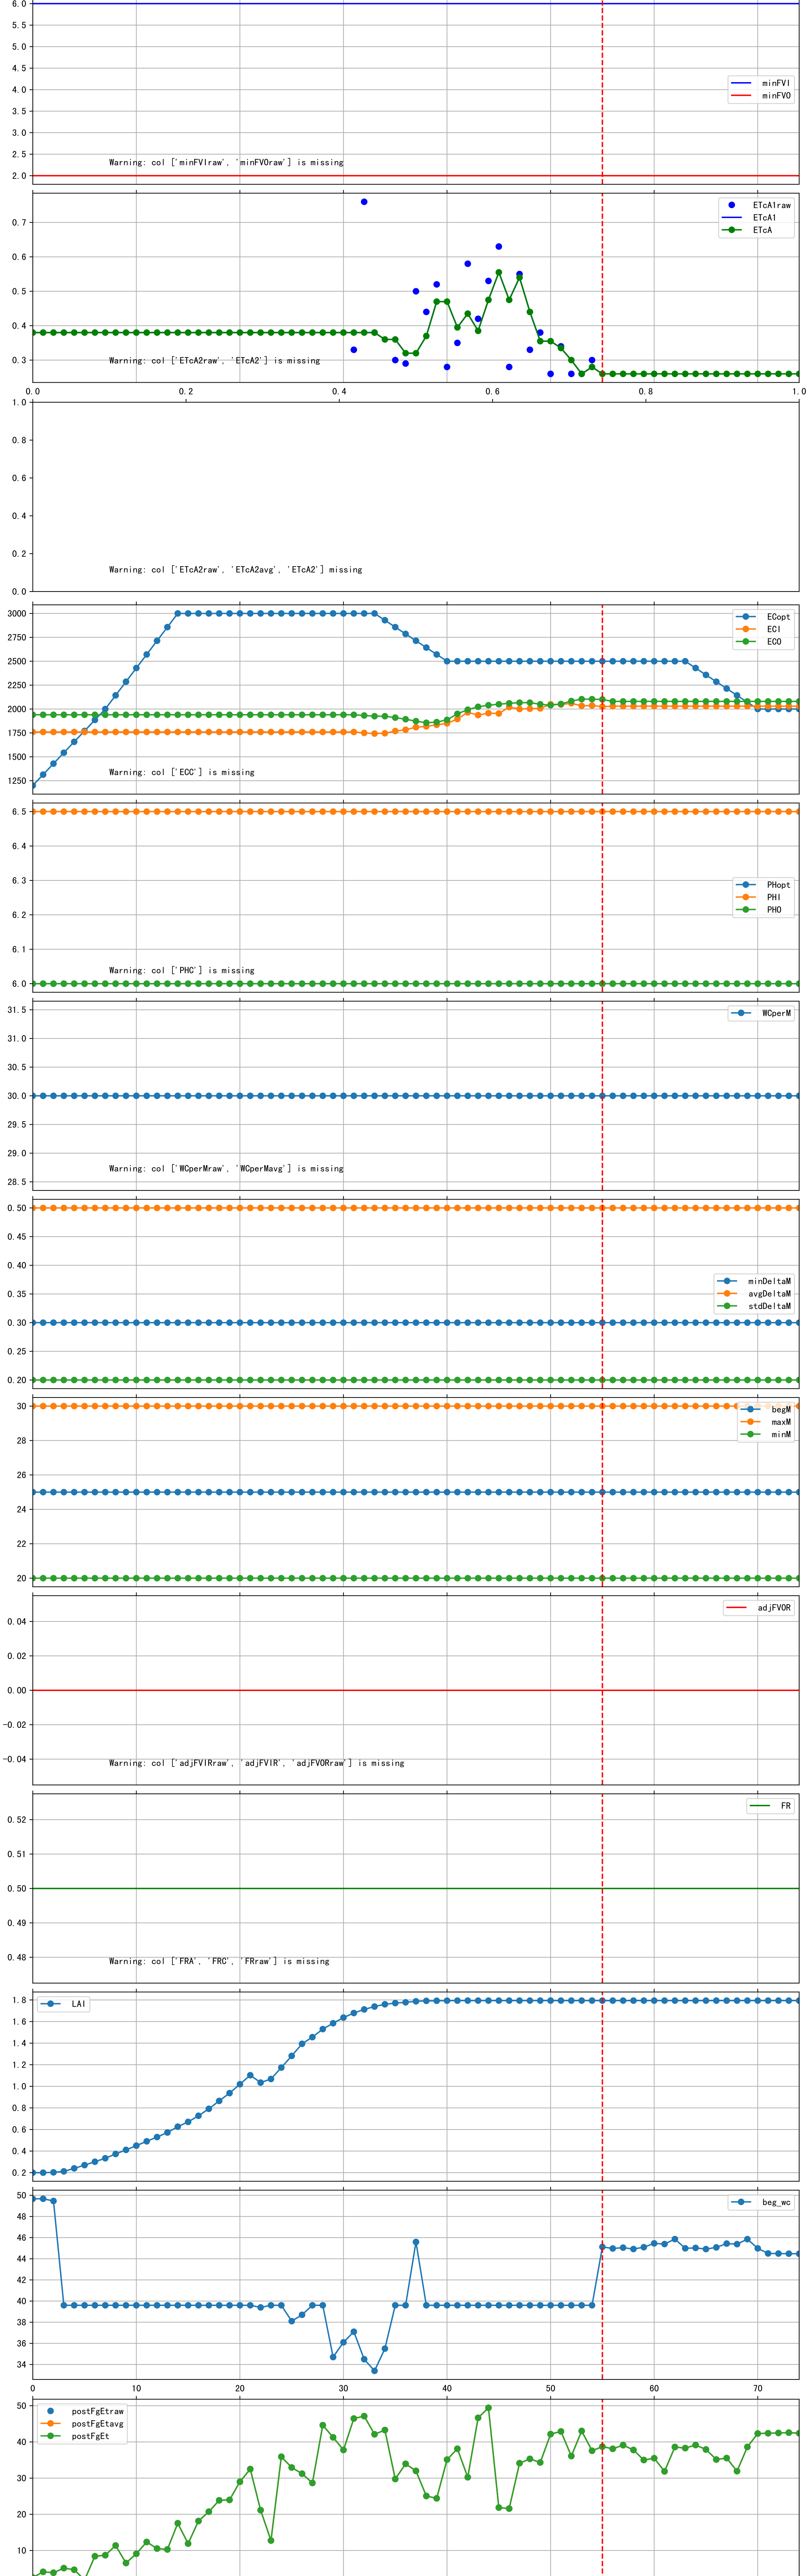 6.0
5.5
5.0
4.5
4.0
3.5
3.0
2.5
2.0
minFVI
minFVO
Warning: col ['minFVIraw', 'minFVOraw'] is missing
0.7
0.6
0.5
0.4
0.3
ETcA1raw
ETcA1
ETcA
Warning: col ['ETcA2raw', 'ETcA2'] is missing
0.0 0.2 0.4 0.6 0.8 1.0
1.0
0.8
0.6
0.4
0.2
0.0
Warning: col ['ETcA2raw', 'ETcA2avg', 'ETcA2'] missing
3000
2750
2500
2250
2000
1750
1500
1250
ECopt
ECI
ECO
Warning: col ['ECC'] is missing
6.5
6.4
6.3
6.2
6.1
6.0
PHopt
PHI
PHO
Warning: col ['PHC'] is missing
31.5
31.0
30.5
30.0
29.5
29.0
28.5
WCperM
Warning: col ['WCperMraw', 'WCperMavg'] is missing
0.50
0.45
0.40
0.35
0.30
0.25
0.20
minDeltaM
avgDeltaM
stdDeltaM
30
28
26
24
22
20
begM
maxM
minM
0.04
0.02
0.00
−0.02
−0.04
adjFVOR
Warning: col ['adjFVIRraw', 'adjFVIR', 'adjFVORraw'] is missing
0.52
0.51
0.50
0.49
0.48
FR
Warning: col ['FRA', 'FRC', 'FRraw'] is missing
1.8
1.6
1.4
1.2
1.0
0.8
0.6
0.4
0.2
LAI
50
48
46
44
42
40
38
36
34
beg_wc
0 10 20 30 40 50 60 70
50
40
30
20
10
postFgEtraw
postFgEtavg
postFgEt